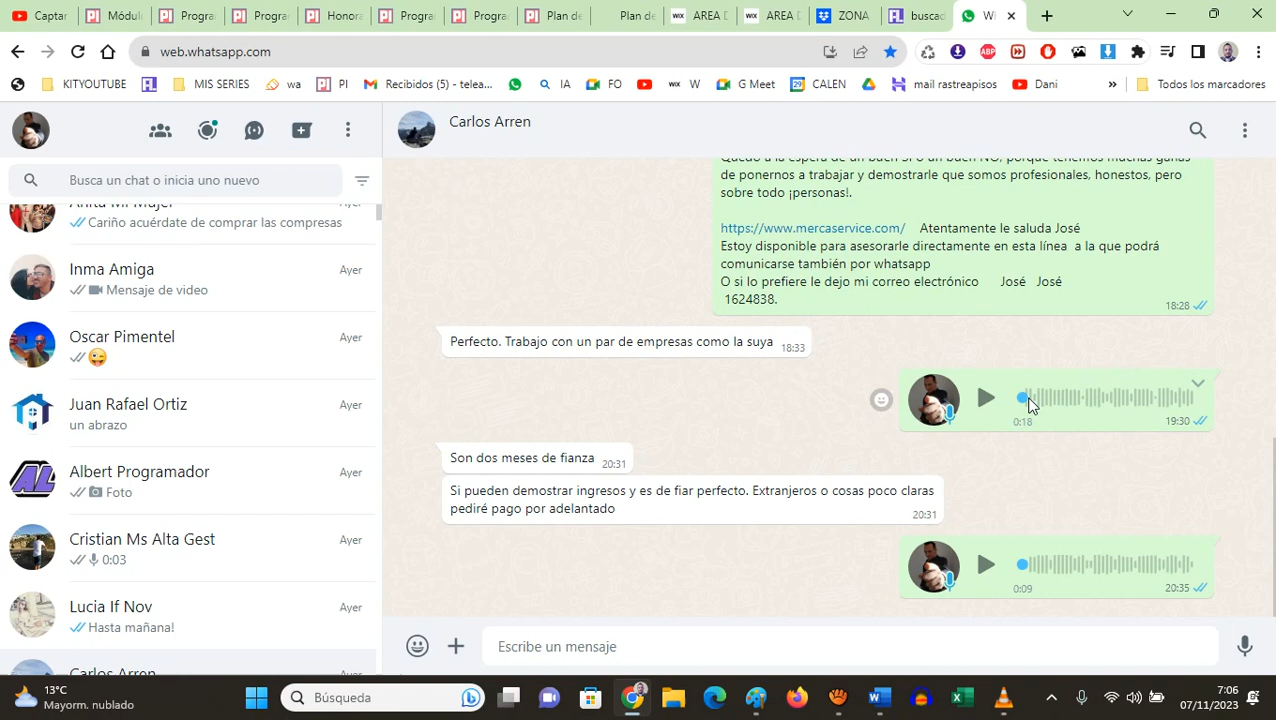 Captar
Módul
Progra
Progra
Honora
Progra
Progra
Plan de
Plan de
WIX AREA D
WIX AREA D
ZONA
buscad
W
web.whatsapp.com
ABP
KITYOUTUBE
MIS SERIES
wa
PI
Recibidos (5) - telea...
IA
FO
WIX W
G Meet
CALEN
mail rastreapisos
Dani
»
Todos los marcadores
Busca un chat o inicia uno nuevo
Carlos Arren
Anita Mi Mujer
Ayer
Cariño acuérdate de comprar las compresas
Inma Amiga
Ayer
Mensaje de video
Oscar Pimentel
Ayer
Juan Rafael Ortiz
Ayer
un abrazo
Albert Programador
Ayer
Foto
Cristian Ms Alta Gest
Ayer
0:03
Lucia If Nov
Ayer
Hasta mañana!
Carlos Arren
Ayer
Quedo a la espera de un buen SI o un buen NO, porque tenemos muchas ganas
de ponernos a trabajar y demostrarle que somos profesionales, honestos, pero
sobre todo ¡personas!.
https://www.mercaservice.com/ Atentamente le saluda José
Estoy disponible para asesorarle directamente en esta línea a la que podrá
comunicarse también por whatsapp
O si lo prefiere le dejo mi correo electrónico José José
1624838.
18:28
Perfecto. Trabajo con un par de empresas como la suya
18:33
0:18
19:30
Son dos meses de fianza
20:31
Si pueden demostrar ingresos y es de fiar perfecto. Extranjeros o cosas poco claras
pediré pago por adelantado
20:31
0:09
20:35
Escribe un mensaje
13°C
Mayorm. nublado
Búsqueda
7:06
07/11/2023